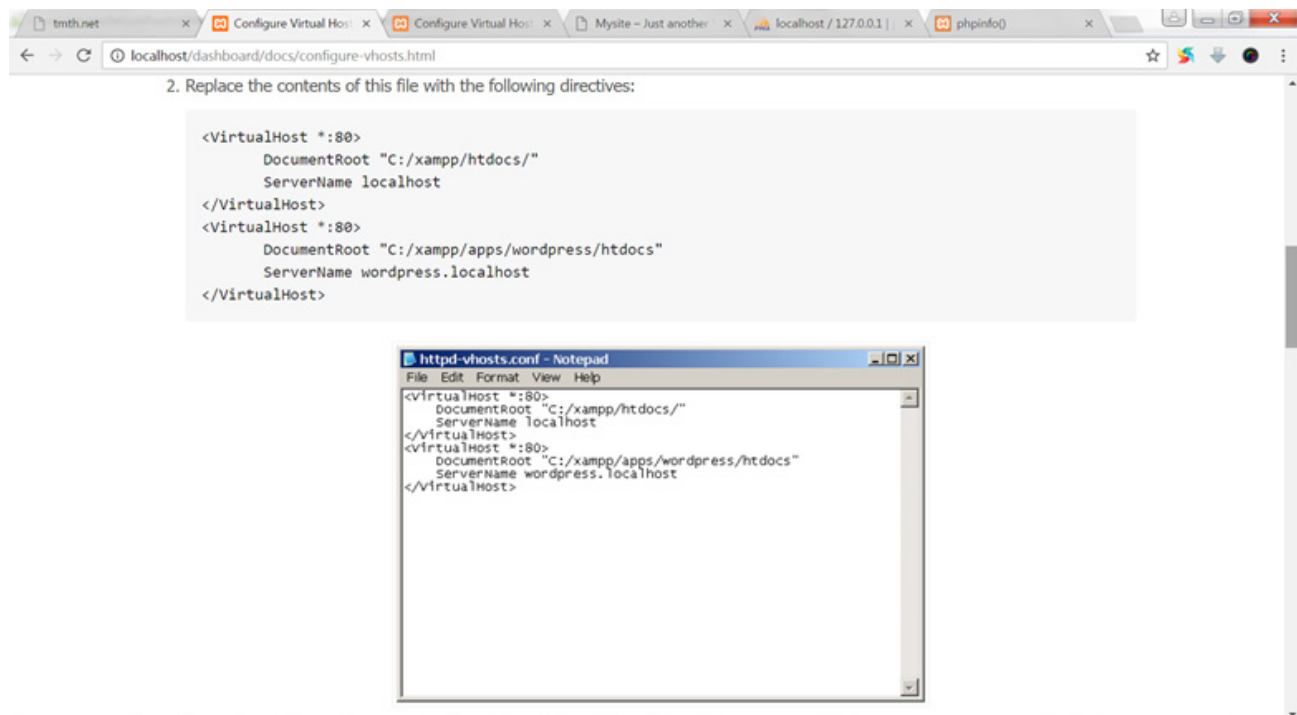 tmth.net
Configure Virtual Host
Configure Virtual Host
Mysite – Just another
localhost / 127.0.0.1 |
phpinfo()
localhost/dashboard/docs/configure-vhosts.html
2. Replace the contents of this file with the following directives:
<VirtualHost *:80>
DocumentRoot "C:/xampp/htdocs/"
ServerName localhost
</VirtualHost>
<VirtualHost *:80>
DocumentRoot "C:/xampp/apps/wordpress/htdocs"
ServerName wordpress.localhost
</VirtualHost>
httpd-vhosts.conf - Notepad
File Edit Format View Help
<VirtualHost *:80>
DocumentRoot "C:/xampp/htdocs/"
ServerName localhost
</VirtualHost>
<VirtualHost *:80>
DocumentRoot "C:/xampp/apps/wordpress/htdocs"
ServerName wordpress.localhost
</VirtualHost>